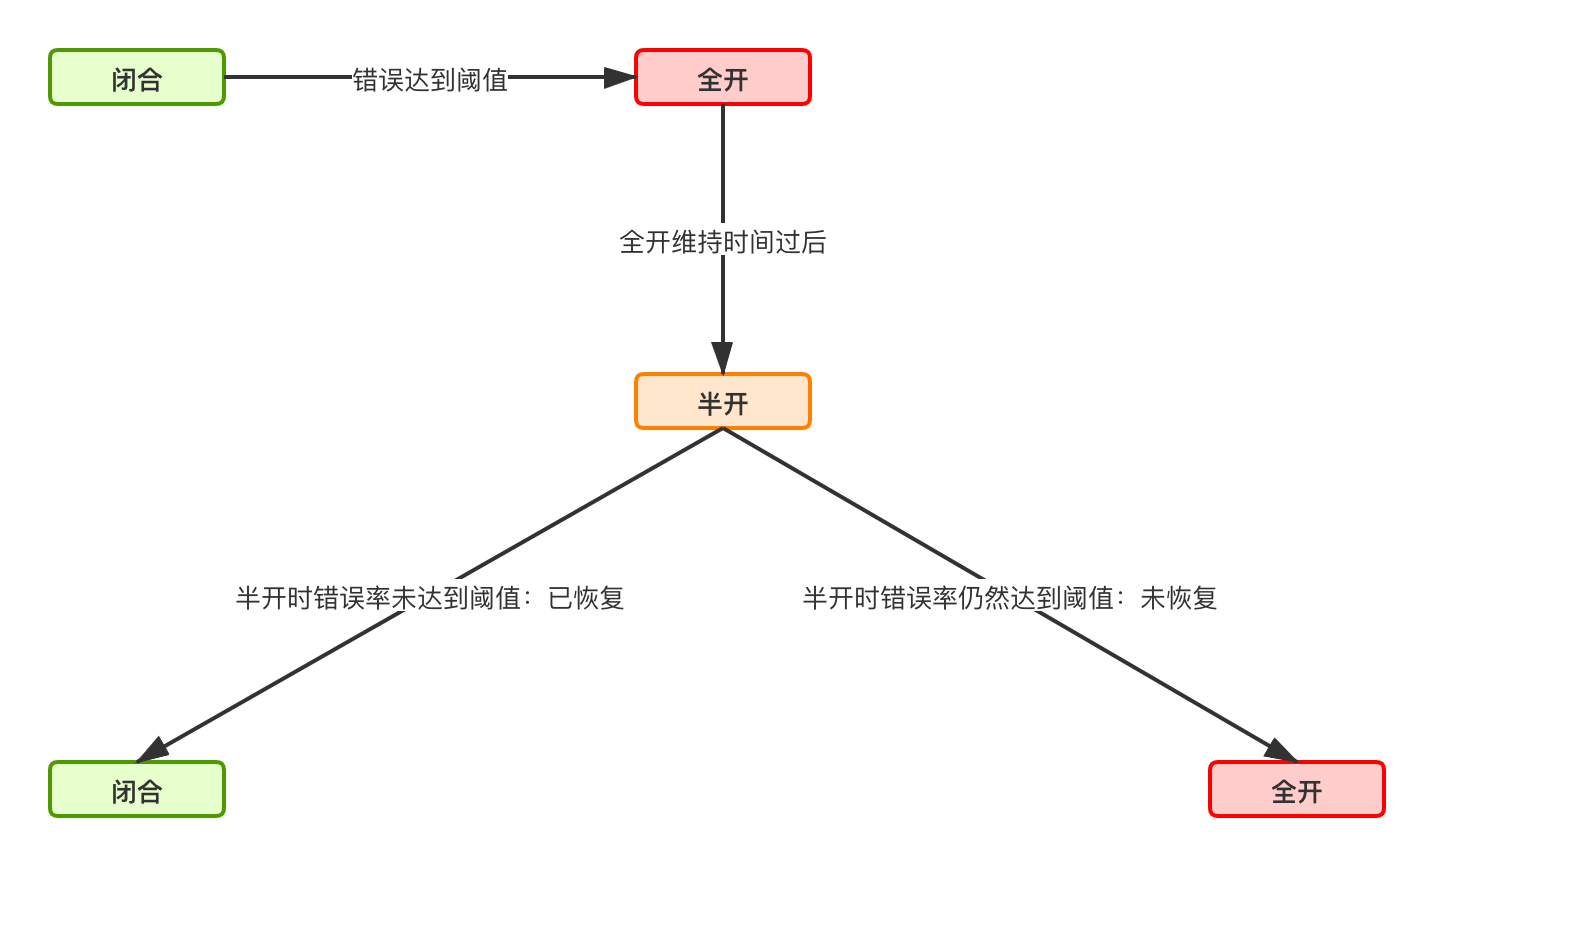 闭合
错误达到阈值
全开
全开维持时间过后
半开
半开时错误率未达到阈值：已恢复
半开时错误率仍然达到阈值：未恢复
闭合
全开